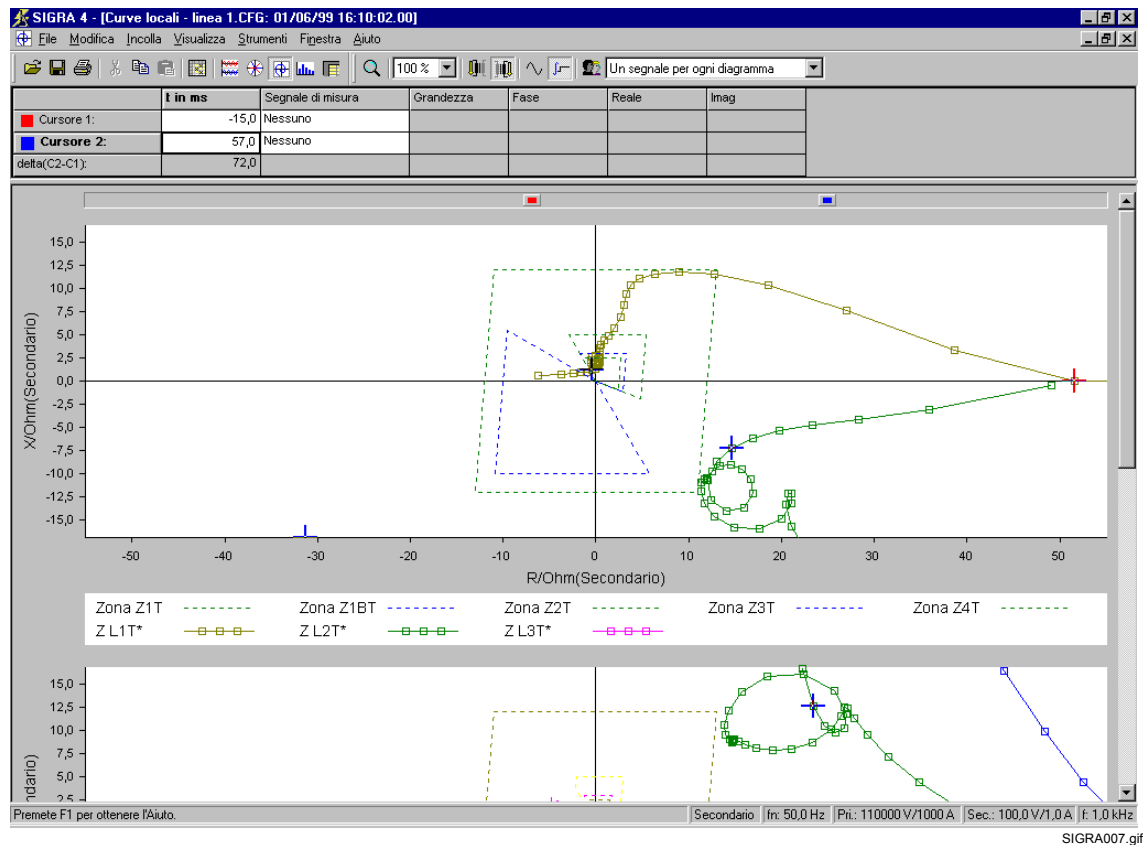 SIGRA 4 - [Curve locali - linea 1.CFG: 01/06/99 16:10:02.00]
File Modifica Incolla Visualizza Strumenti Finestra Aiuto
100 % Un segnale per ogni diagramma
t in ms Segnale di misura Grandezza Fase Reale Imag
Cursore 1: -15,0 Nessuno
Cursore 2: 57,0 Nessuno
delta(C2-C1): 72,0
15,0
12,5
10,0
7,5
5,0
2,5
0,0
-2,5
-5,0
-7,5
-10,0
-12,5
-15,0
X/Ohm(Secondario)
-50 -40 -30 -20 -10 0 10 20 30 40 50
R/Ohm(Secondario)
Zona Z1T Zona Z1BT Zona Z2T Zona Z3T Zona Z4T
Z L1T* Z L2T* Z L3T*
15,0
12,5
10,0
7,5
5,0
2,5
ndario)
Premete F1 per ottenere l'Aiuto. Secondario fn: 50,0 Hz Pri.: 110000 V/1000 A Sec.: 100,0 V/1,0 A f: 1,0 kHz
SIGRA007.gif